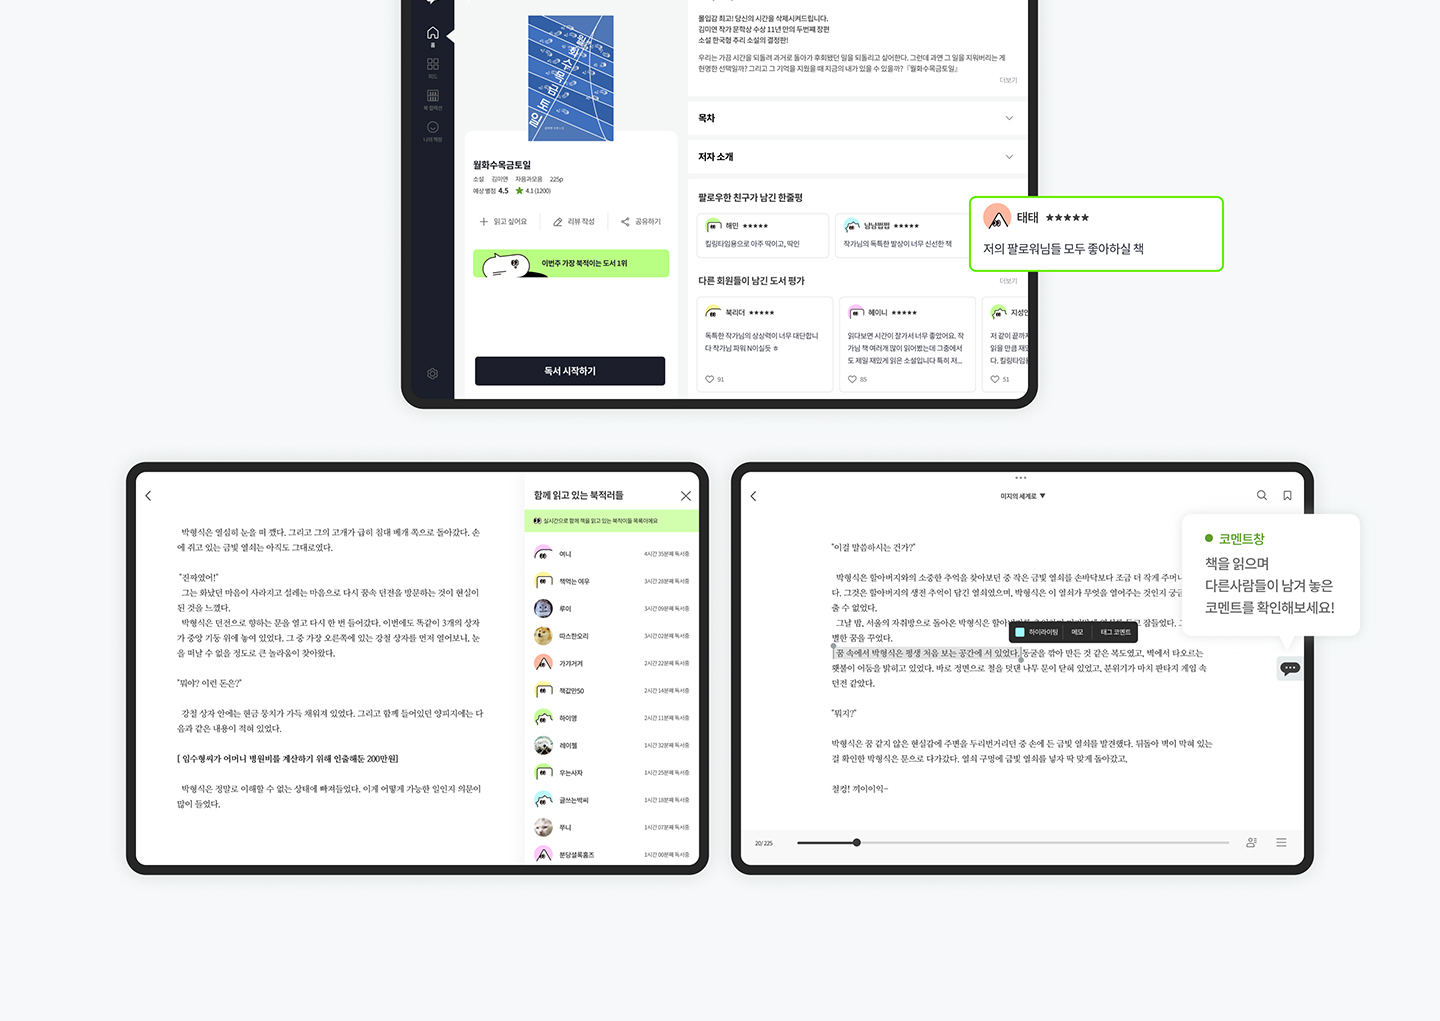 홈
피드
북 컬렉션
나의 책장
월화수목금토일
소설 김미연 자음과모음 225p
예상 별점 4.5 ★ 4.1 (1200)
읽고 싶어요
리뷰 작성
공유하기
이번주 가장 북적이는 도서 1위
독서 시작하기
몰입감 최고! 당신의 시간을 삭제시켜드립니다.
김미연 작가 문학상 수상 11년 만의 두번째 장편
소설 한국형 추리 소설의 결정판!
우리는 가끔 시간을 되돌려 과거로 돌아가 후회됐던 일을 되돌리고 싶어한다. 그런데 과연 그 일을 지워버리는 게
현명한 선택일까? 그리고 그 기억을 지웠을 때 지금의 내가 있을 수 있을까? 『월화수목금토일』
더보기
목차
저자 소개
팔로우한 친구가 남긴 한줄평
해민 ★★★★★
킬링타임용으로 아주 딱이고, 딱인
냠냠쩝쩝 ★★★★★
작가님의 독특한 발상이 너무 신선한 책
태태 ★★★★★
저의 팔로워님들 모두 좋아하실 책
다른 회원들이 남긴 도서 평가
더보기
북리더 ★★★★★
독특한 작가님의 상상력이 너무 대단합니
다 작가님 파워 N이실듯 ㅎ
91
헤이니 ★★★★★
읽다보면 시간이 잘가서 너무 좋았어요. 작
가님 책 여러개 많이 읽어봤는데 그중에서
도 제일 재밌게 읽은 소설입니다 특히 저...
85
지성인
저 같이 끝까지
읽을 만큼 재밌
다. 킬링타임용
51
박형식은 열심히 눈을 떠 깼다. 그리고 그의 고개가 급히 침대 베개 쪽으로 돌아갔다. 손
에 쥐고 있는 금빛 열쇠는 아직도 그대로였다.
"진짜였어!"
그는 화났던 마음이 사라지고 설레는 마음으로 다시 꿈속 던전을 방문하는 것이 현실이
된 것을 느꼈다.
박형식은 던전으로 향하는 문을 열고 다시 한 번 들어갔다. 이번에도 똑같이 3개의 상자
가 중앙 기둥 위에 놓여 있었다. 그 중 가장 오른쪽에 있는 강철 상자를 먼저 열어보니, 눈
을 떠날 수 없을 정도로 큰 놀라움이 찾아왔다.
"뭐야? 이런 돈은?"
강철 상자 안에는 현금 뭉치가 가득 채워져 있었다. 그리고 함께 들어있던 양피지에는 다
음과 같은 내용이 적혀 있었다.
[ 임수형씨가 어머니 병원비를 계산하기 위해 인출해둔 200만원]
박형식은 정말로 이해할 수 없는 상태에 빠져들었다. 이게 어떻게 가능한 일인지 의문이
많이 들었다.
함께 읽고 있는 북적러들
실시간으로 함께 책을 읽고 있는 북적이들 목록이에요
여니 4시간 35분째 독서중
책먹는 여우 3시간 28분째 독서중
루이 3시간 09분째 독서중
따스한오리 3시간 02분째 독서중
가갸거겨 2시간 22분째 독서중
책값만50 2시간 14분째 독서중
하이영 2시간 11분째 독서중
레이첼 1시간 32분째 독서중
우는사자 1시간 25분째 독서중
글쓰는박씨 1시간 18분째 독서중
쭈니 1시간 07분째 독서중
분당셜록홈즈 1시간 00분째 독서중
미지의 세계로 ▼
"이걸 말씀하시는 건가?"
박형식은 할아버지와의 소중한 추억을 찾아보던 중 작은 금빛 열쇠를 손바닥보다 조금 더 작게 주머니
다. 그것은 할아버지의 생전 추억이 담긴 열쇠였으며, 박형식은 이 열쇠가 무엇을 열어주는 것인지 궁금
출 수 없었다.
그날 밤, 서울의 자취방으로 돌아온 박형식은 할아버지를 잠들었다. 그
별한 꿈을 꾸었다.
하이라이팅 메모 태그 코멘트
꿈 속에서 박형식은 평생 처음 보는 공간에 서 있었다. 동굴을 깎아 만든 것 같은 복도였고, 벽에서 타오르는
횃불이 어둠을 밝히고 있었다. 바로 정면으로 철을 덧댄 나무 문이 닫혀 있었고, 분위기가 마치 판타지 게임 속
던전 같았다.
"뭐지?"
박형식은 꿈 같지 않은 현실감에 주변을 두리번거리던 중 손에 든 금빛 열쇠를 발견했다. 뒤돌아 벽이 막혀 있는
걸 확인한 박형식은 문으로 다가갔다. 열쇠 구멍에 금빛 열쇠를 넣자 딱 맞게 돌아갔고,
철컹! 끼이이익~
20/ 225
코멘트창
책을 읽으며
다른사람들이 남겨 놓은
코멘트를 확인해보세요!